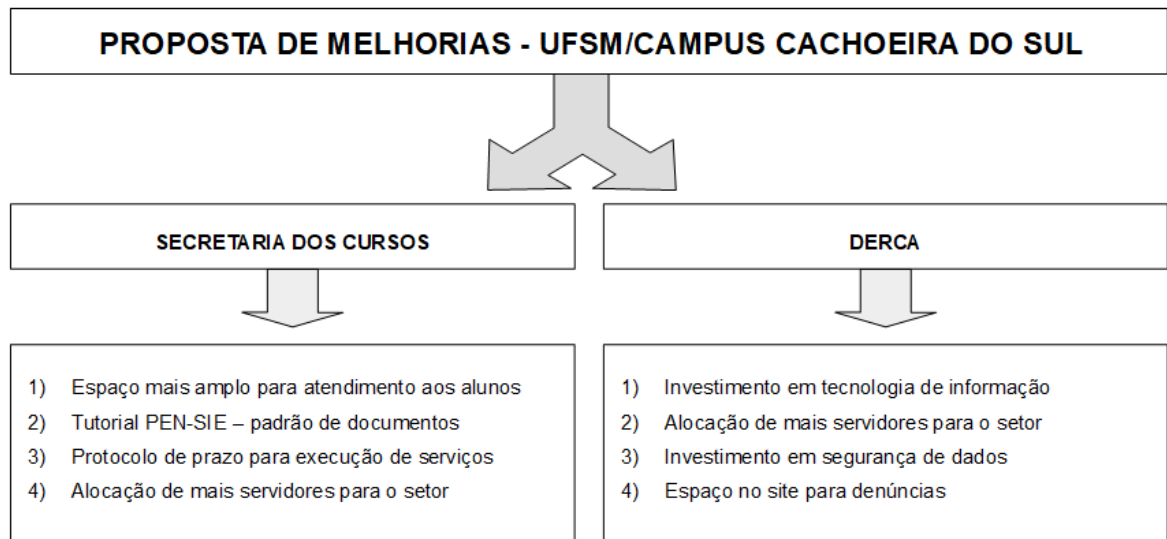 PROPOSTA DE MELHORIAS - UFSM/CAMPUS CACHOEIRA DO SUL
SECRETARIA DOS CURSOS
1) Espaço mais amplo para atendimento aos alunos
2) Tutorial PEN-SIE – padrão de documentos
3) Protocolo de prazo para execução de serviços
4) Alocação de mais servidores para o setor
DERCA
1) Investimento em tecnologia de informação
2) Alocação de mais servidores para o setor
3) Investimento em segurança de dados
4) Espaço no site para denúncias